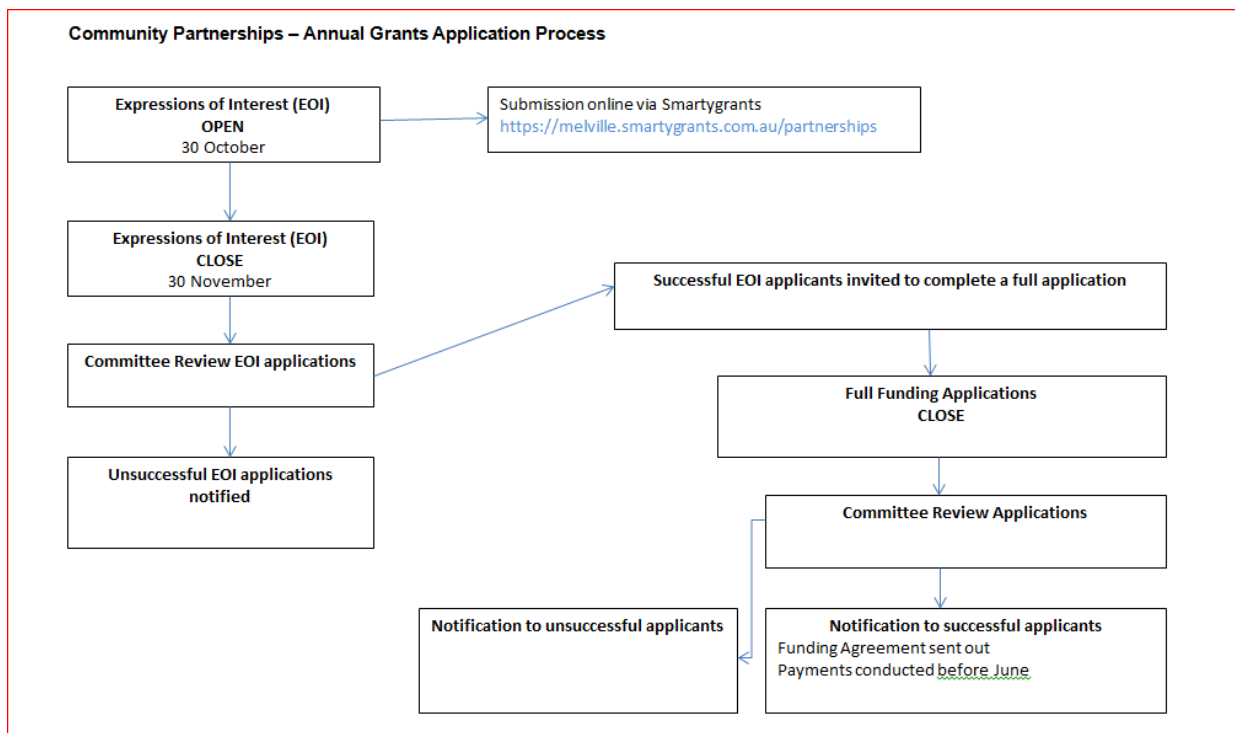 Community Partnerships – Annual Grants Application Process
Expressions of Interest (EOI)
OPEN
30 October
Submission online via Smartygrants
https://melville.smartygrants.com.au/partnerships
Expressions of Interest (EOI)
CLOSE
30 November
Successful EOI applicants invited to complete a full application
Committee Review EOI applications
Full Funding Applications
CLOSE
Unsuccessful EOI applications
notified
Committee Review Applications
Notification to unsuccessful applicants
Notification to successful applicants
Funding Agreement sent out
Payments conducted before June